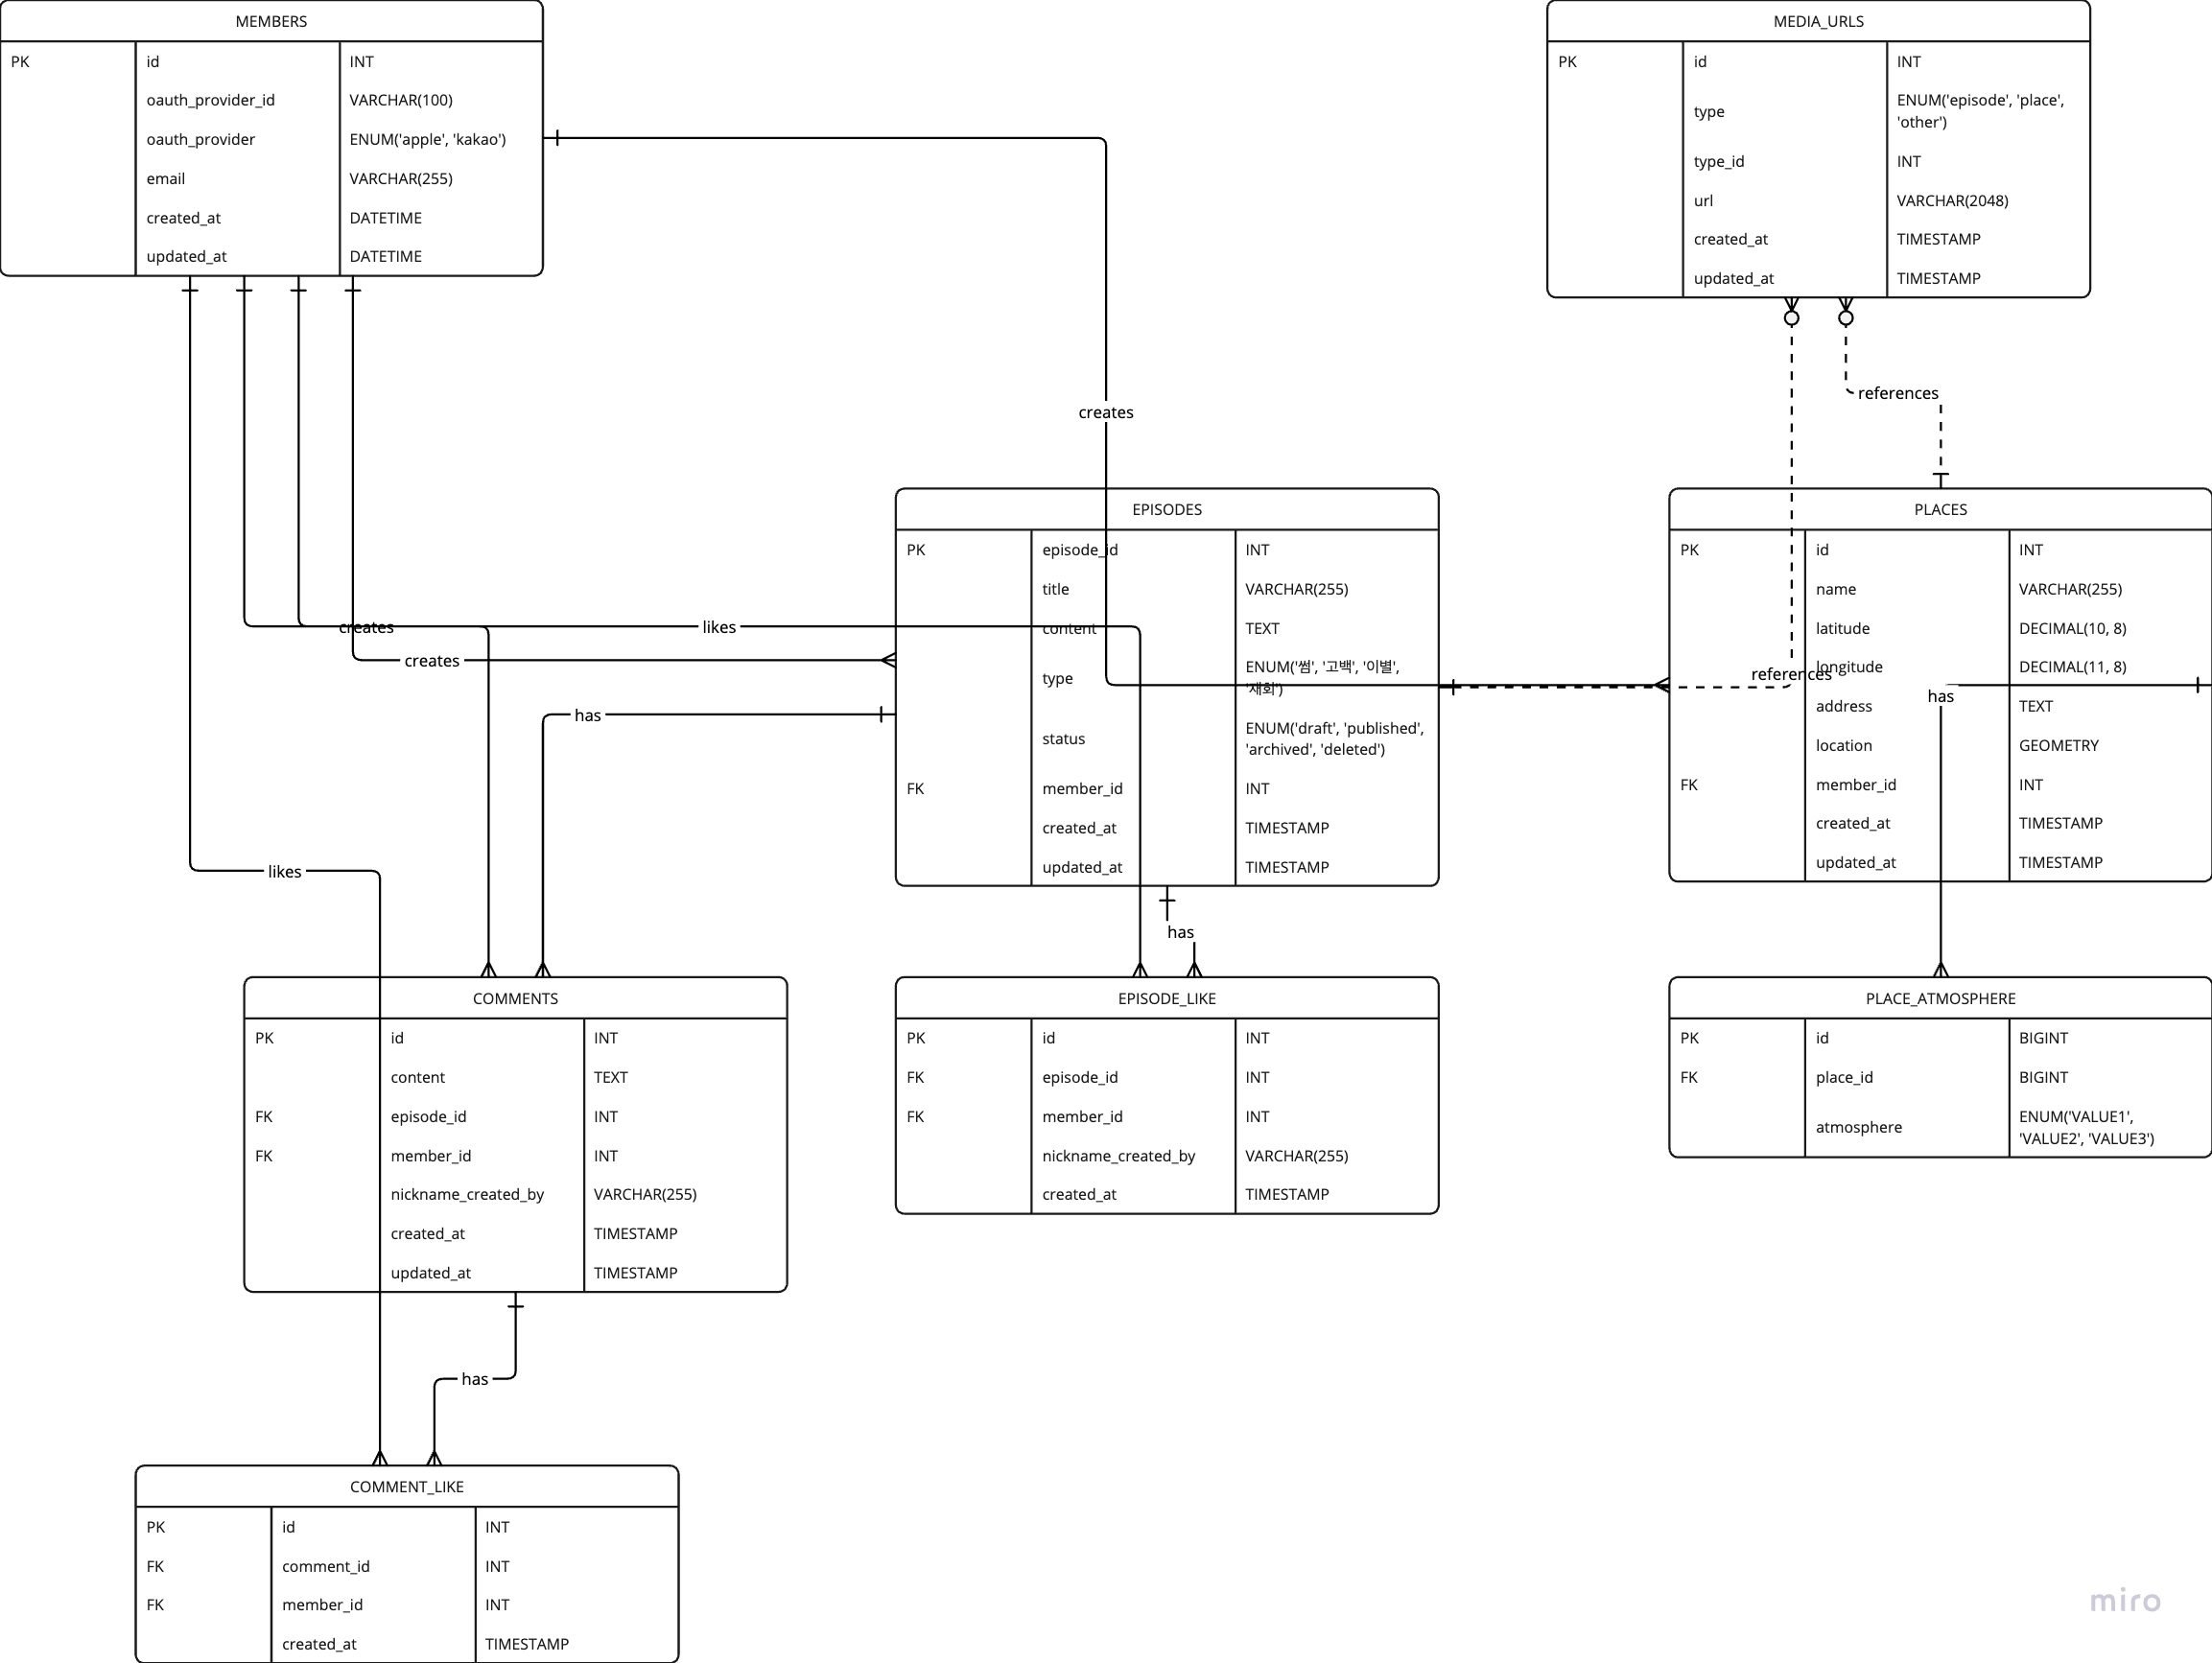 MEMBERS
PK id INT
oauth_provider_id VARCHAR(100)
oauth_provider ENUM('apple', 'kakao')
email VARCHAR(255)
created_at DATETIME
updated_at DATETIME
MEDIA_URLS
PK id INT
type ENUM('episode', 'place',
'other')
type_id INT
url VARCHAR(2048)
created_at TIMESTAMP
updated_at TIMESTAMP
references
creates
EPISODES
PK episode_id INT
title VARCHAR(255)
content TEXT
type ENUM('썸', '고백', '이별',
'재회')
status ENUM('draft', 'published',
'archived', 'deleted')
FK member_id INT
created_at TIMESTAMP
updated_at TIMESTAMP
PLACES
PK id INT
name VARCHAR(255)
latitude DECIMAL(10, 8)
longitude DECIMAL(11, 8)
address TEXT
location GEOMETRY
FK member_id INT
created_at TIMESTAMP
updated_at TIMESTAMP
creates
likes
creates
references
has
has
likes
has
COMMENTS
PK id INT
content TEXT
FK episode_id INT
FK member_id INT
nickname_created_by VARCHAR(255)
created_at TIMESTAMP
updated_at TIMESTAMP
EPISODE_LIKE
PK id INT
FK episode_id INT
FK member_id INT
nickname_created_by VARCHAR(255)
created_at TIMESTAMP
PLACE_ATMOSPHERE
PK id BIGINT
FK place_id BIGINT
atmosphere ENUM('VALUE1',
'VALUE2', 'VALUE3')
has
COMMENT_LIKE
PK id INT
FK comment_id INT
FK member_id INT
created_at TIMESTAMP
miro